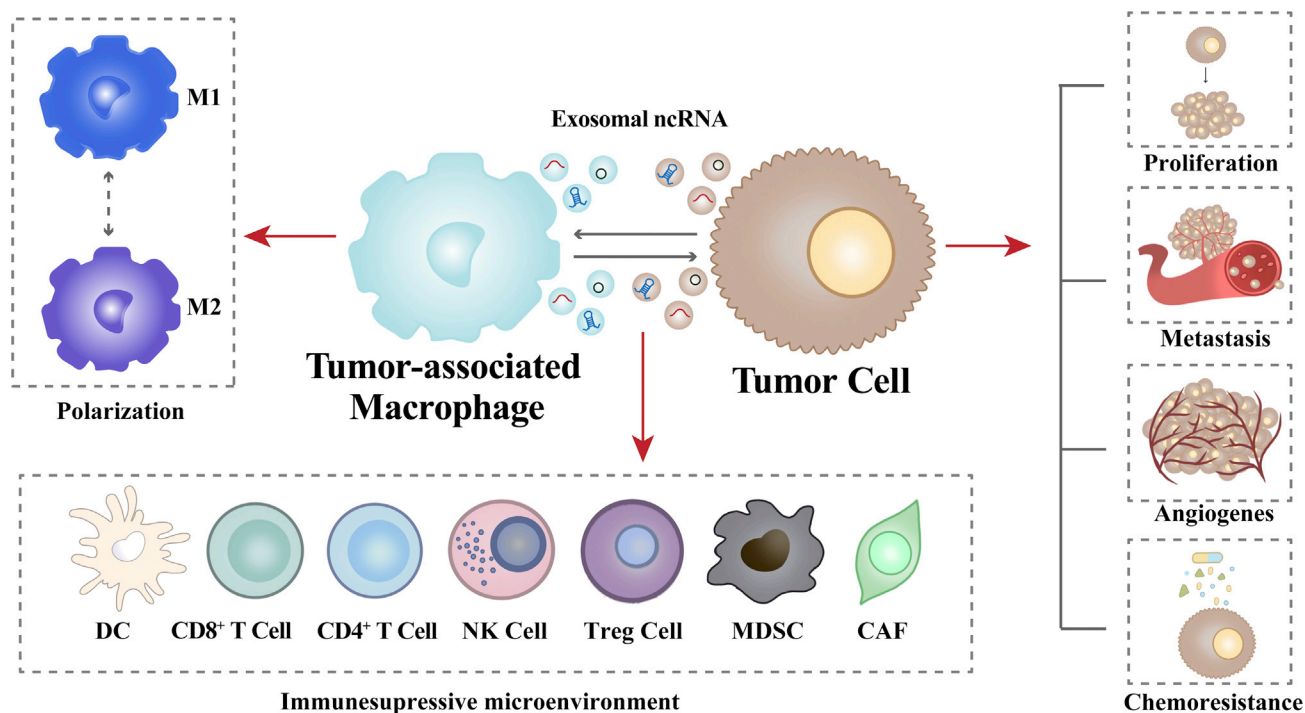 M1
M2
Polarization
Exosomal ncRNA
Tumor-associated
Macrophage
Tumor Cell
Proliferation
Metastasis
Angiogenes
Chemoresistance
DC
CD8⁺ T Cell
CD4⁺ T Cell
NK Cell
Treg Cell
MDSC
CAF
Immunesupressive microenvironment